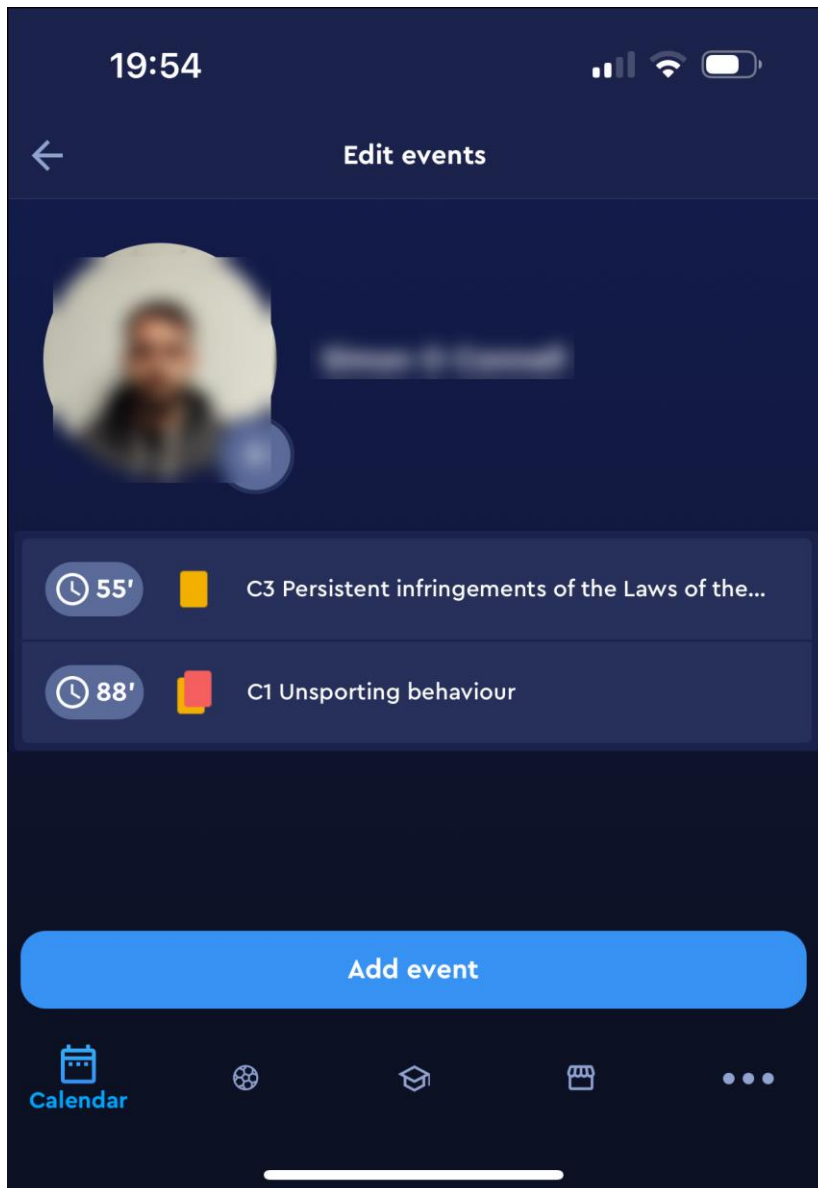 19:54
Edit events
55' C3 Persistent infringements of the Laws of the...
88' C1 Unsporting behaviour
Add event
Calendar